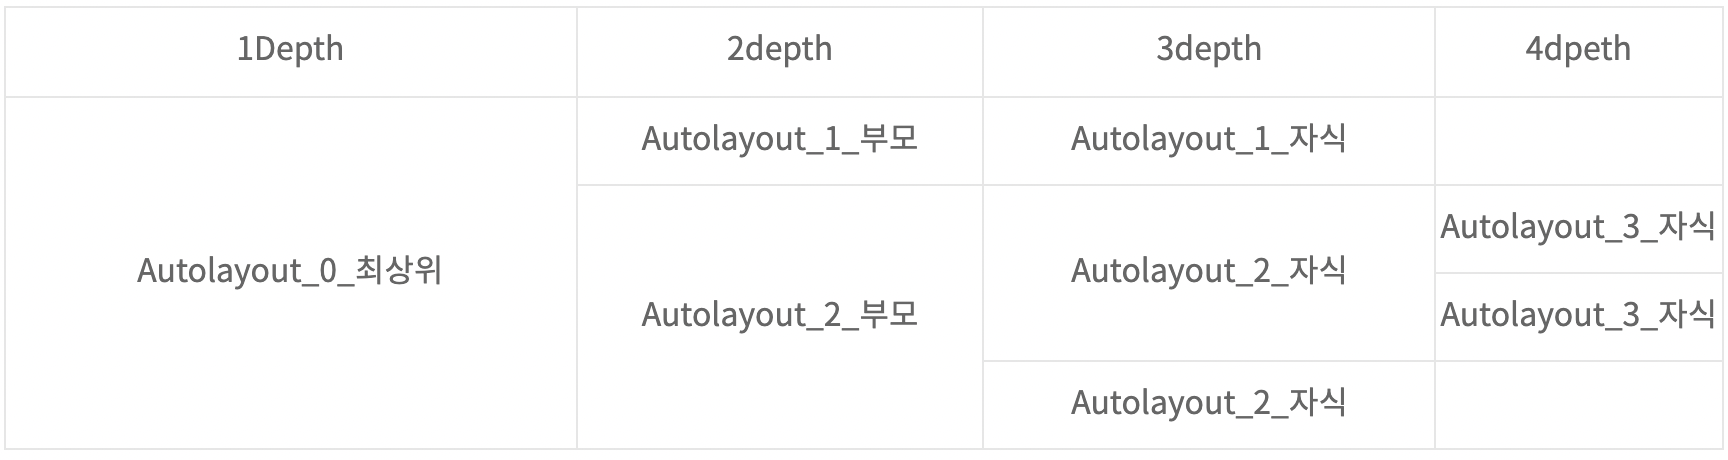 1Depth
2depth
3depth
4dpeth
Autolayout_0_최상위
Autolayout_1_부모
Autolayout_1_자식
Autolayout_2_부모
Autolayout_2_자식
Autolayout_3_자식
Autolayout_3_자식
Autolayout_2_자식